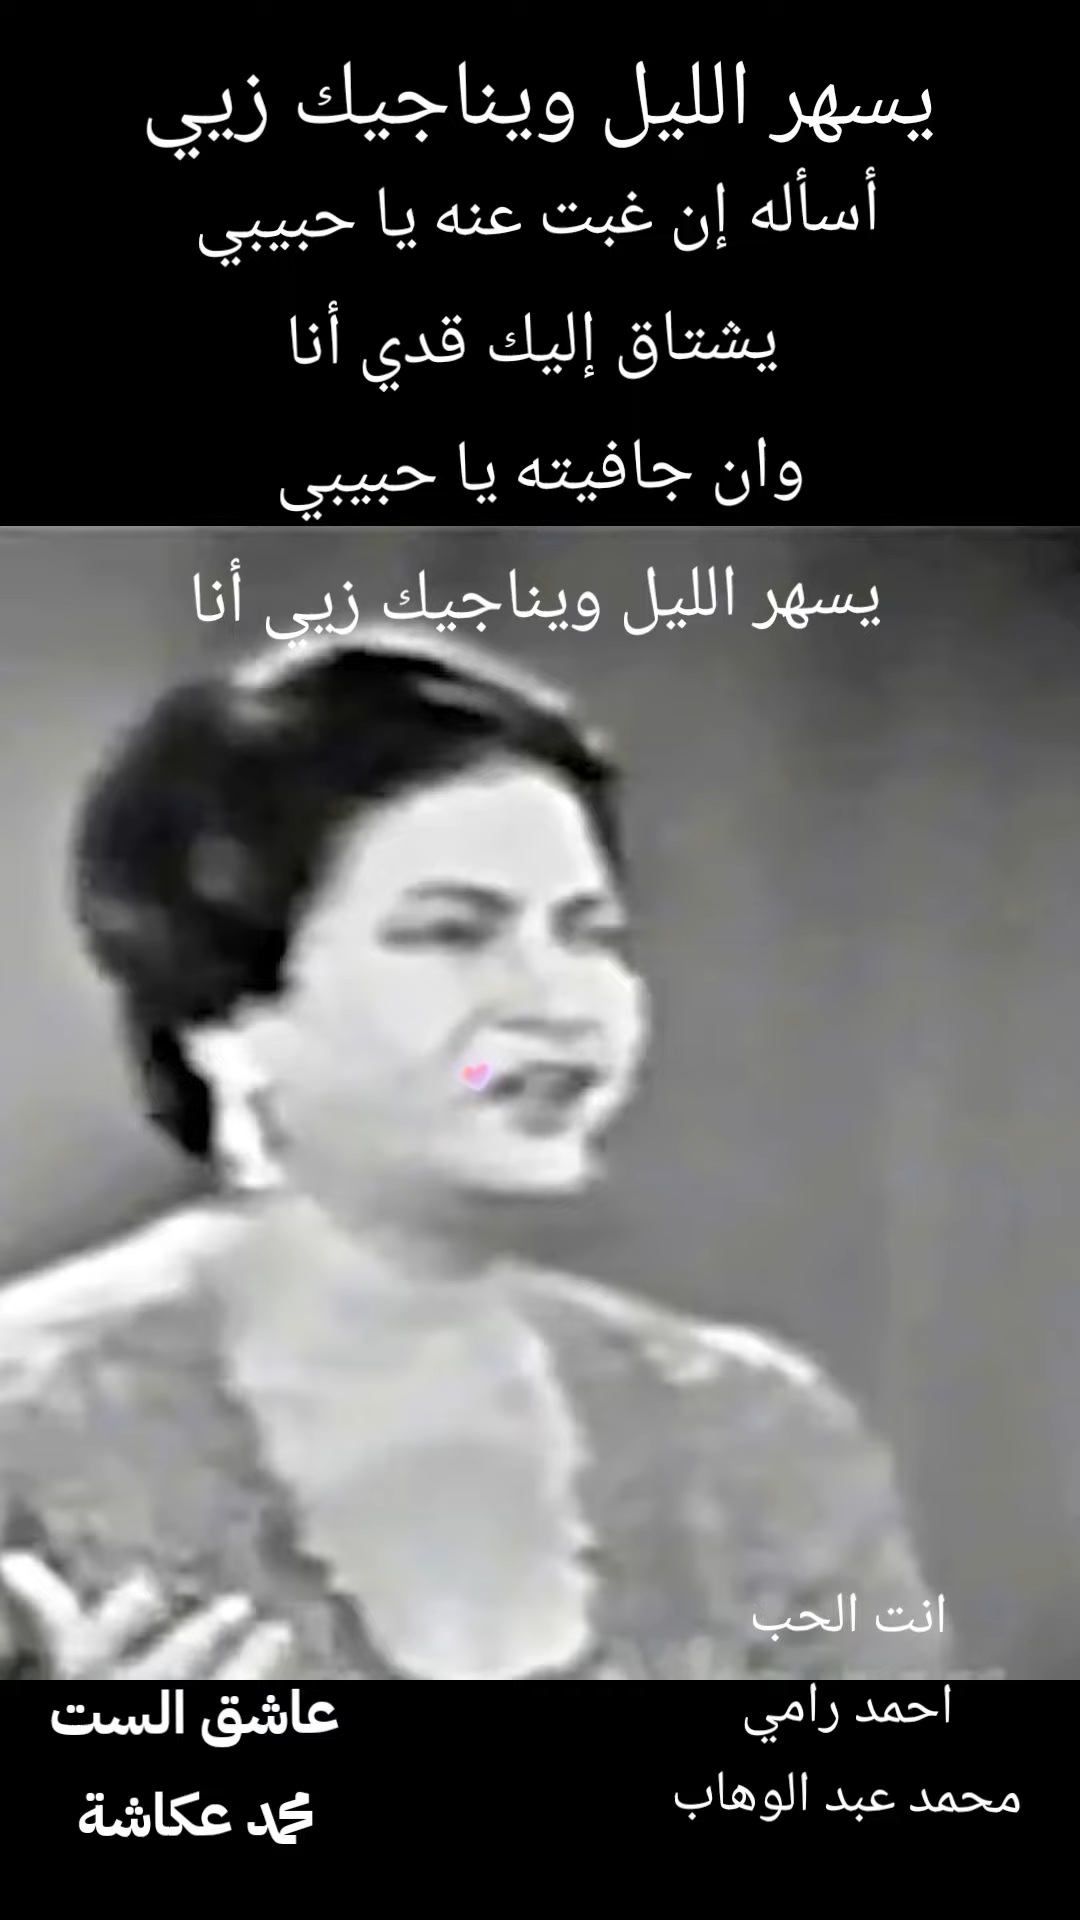 يسهر الليل ويناجيك زيي
أسأله إن غبت عنه يا حبيبي
يشتاق إليك قدي أنا
وان جافيته يا حبيبي
يسهر الليل ويناجيك زيي أنا
انت الحب
احمد رامي
محمد عبد الوهاب
عاشق الست
محمد عكاشة